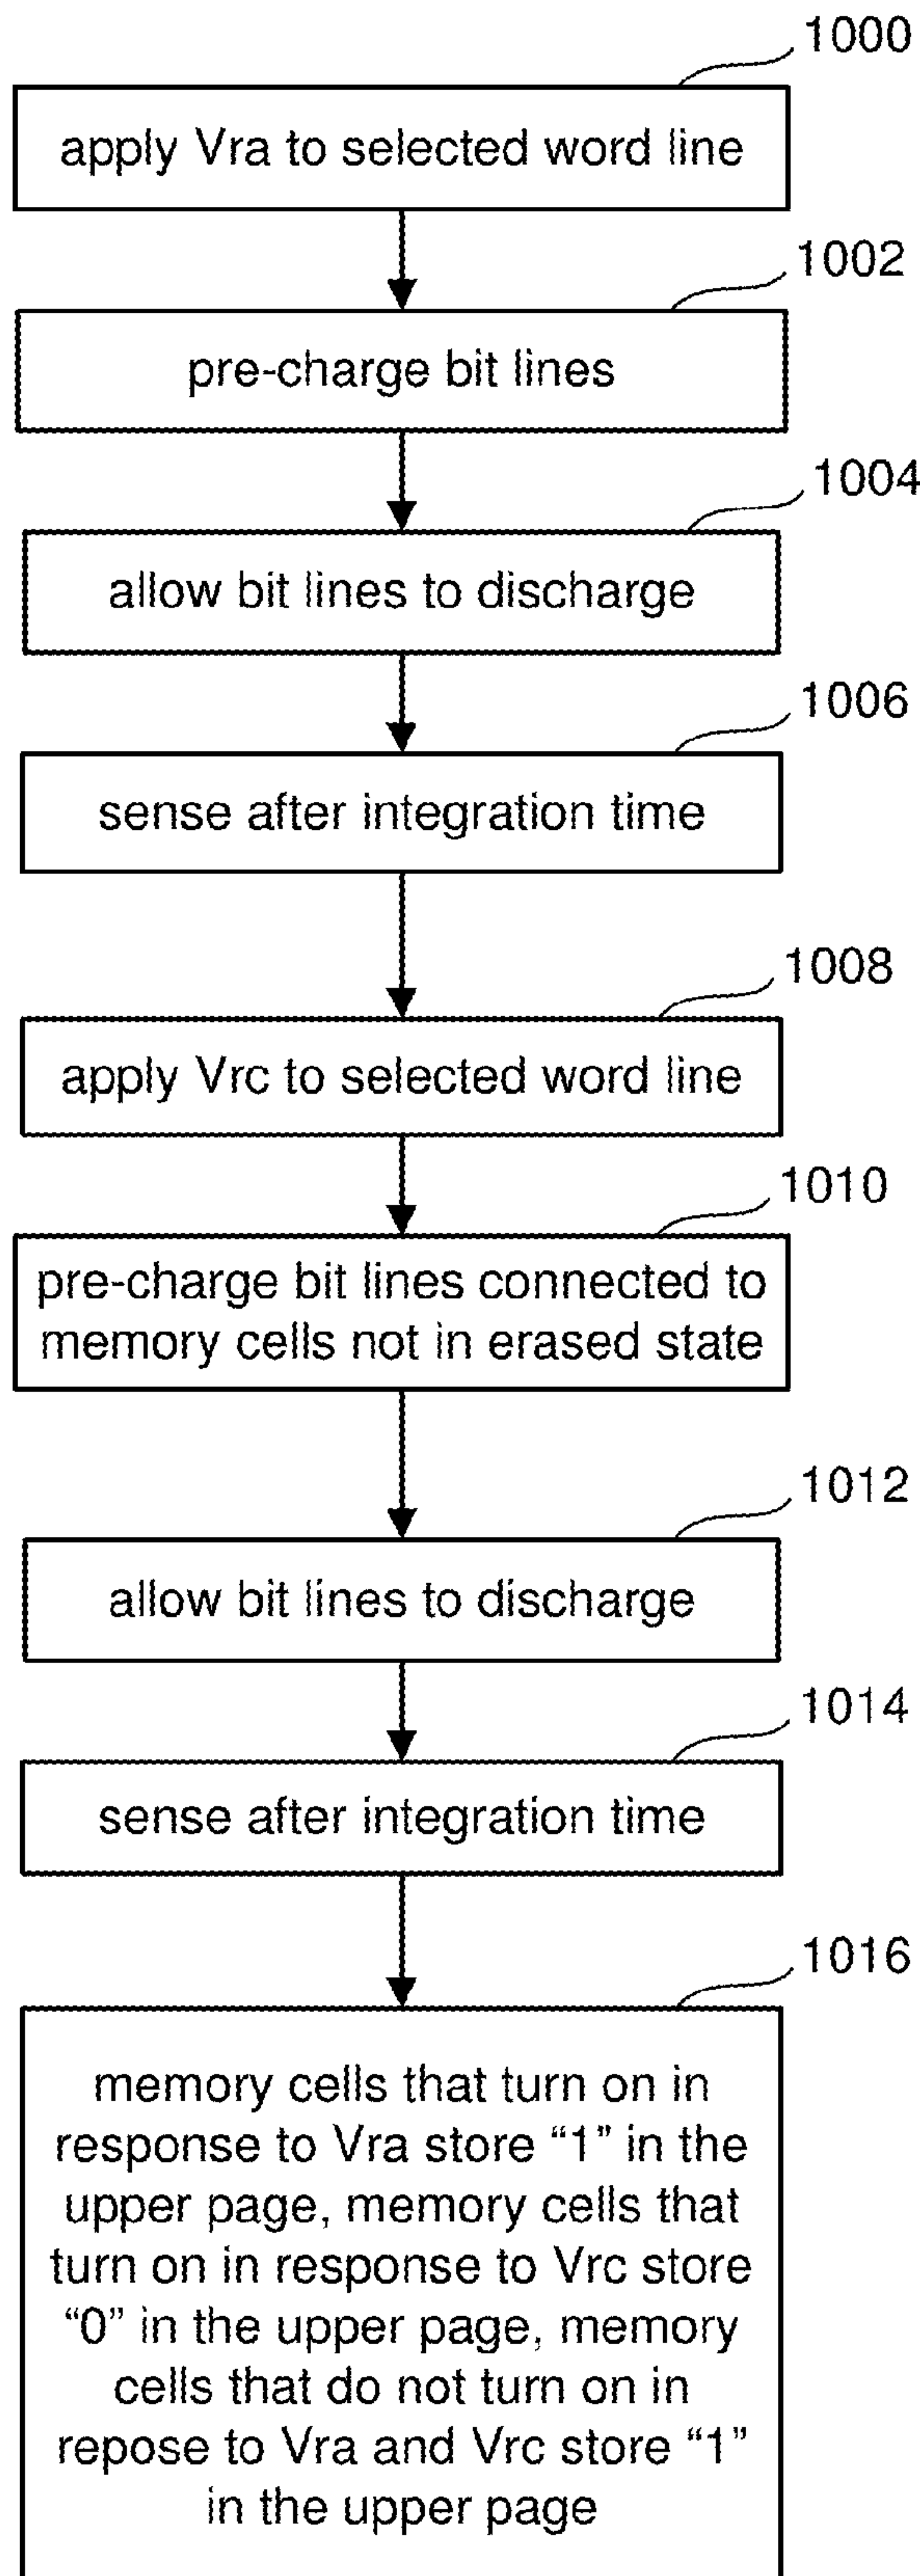 1000
apply Vra to selected word line
1002
pre-charge bit lines
1004
allow bit lines to discharge
1006
sense after integration time
1008
apply Vrc to selected word line
1010
pre-charge bit lines connected to
memory cells not in erased state
1012
allow bit lines to discharge
1014
sense after integration time
1016
memory cells that turn on in
response to Vra store “1” in the
upper page, memory cells that
turn on in response to Vrc store
“0” in the upper page, memory
cells that do not turn on in
repose to Vra and Vrc store “1”
in the upper page